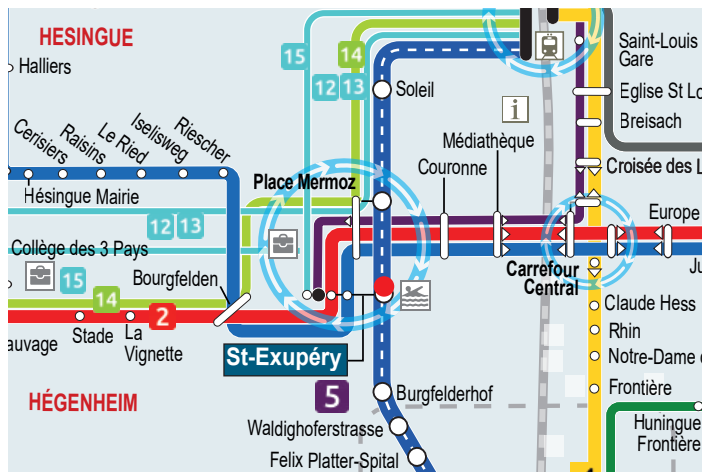 HESINGUE
15
14
Saint-Louis
Gare
Halliers
12 13
Soleil
Eglise St Lo
i
Breisach
Cerisiers
Raisins
Le Ried
Iselisweg
Riescher
Médiathèque
Couronne
Croisée des L
Place Mermoz
Hésingue Mairie
12 13
Europe
Collège des 3 Pays
15
Bourgfelden
Carrefour
Central
Ju
14
2
Claude Hess
auvage
Stade
La
Vignette
Rhin
St-Exupéry
Notre-Dame d
5
Burgfelderhof
Frontière
HÉGENHEIM
Waldighoferstrasse
Huningue
Frontière
Felix Platter-Spital